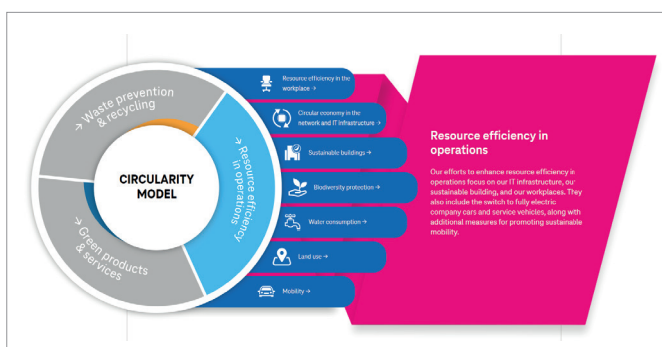 → Waste prevention
& recycling
→ Resource efficiency
in operations
→ Green products
& services
CIRCULARITY
MODEL
Resource efficiency in the
workplace →
Circular economy in the
network and IT Infrastructure →
Sustainable buildings →
Biodiversity protection →
Water consumption →
Land use →
Mobility →
Resource efficiency in
operations
Our efforts to enhance resource efficiency in
operations focus on our IT infrastructure, our
sustainable building, and our workplaces. They
also include the switch to fully electric
company cars and service vehicles, along with
additional measures for promoting sustainable
mobility.